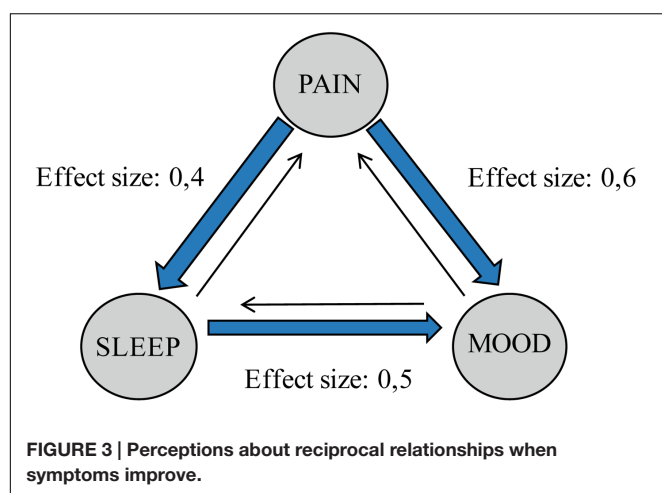 PAIN
Effect size: 0,4
Effect size: 0,6
SLEEP
MOOD
Effect size: 0,5
FIGURE 3 | Perceptions about reciprocal relationships when
symptoms improve.